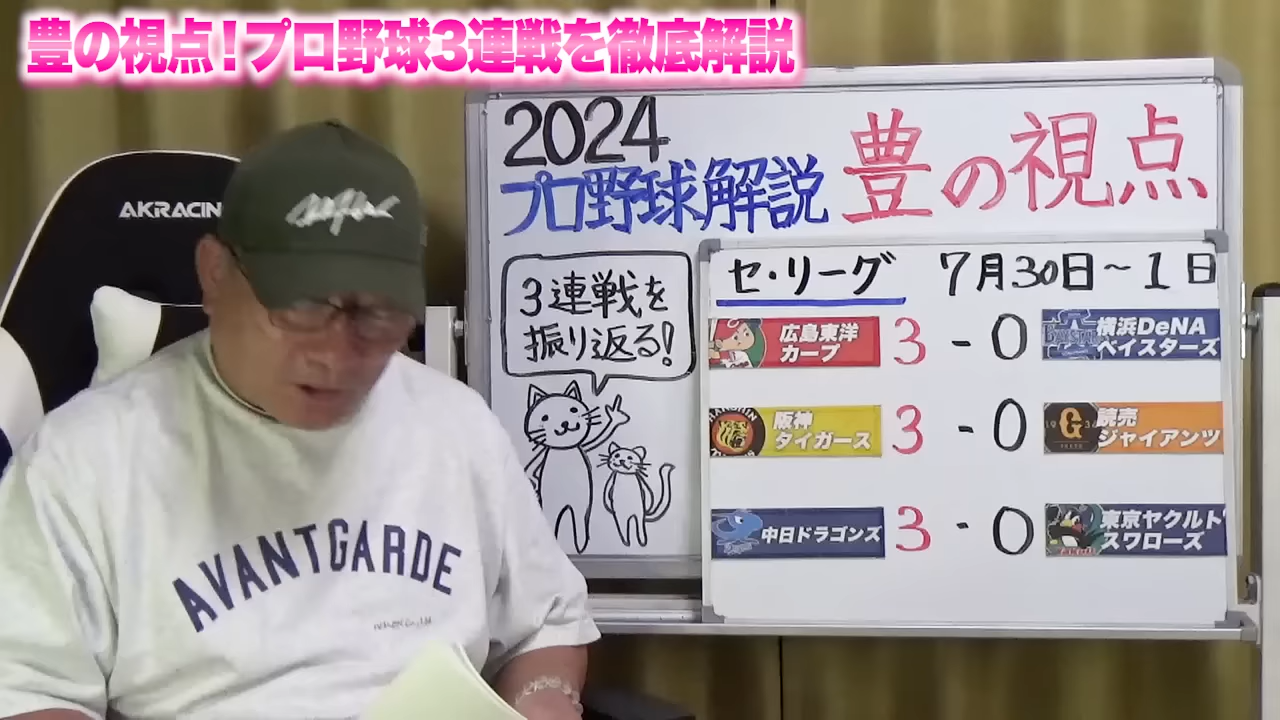 豊の視点!プロ野球3連戦を徹底解説
2024
プロ野球解説 豊の視点
3連戦を
振り返る!
セ・リーグ 7月30日~1日
広島東洋
カープ
3 - 0
横浜DeNA
ベイスターズ
阪神
タイガース
3 - 0
G
読売
ジャイアンツ
中日ドラゴンズ
3 - 0
東京ヤクルト
スワローズ
AKRACIN
AVANTGARDE